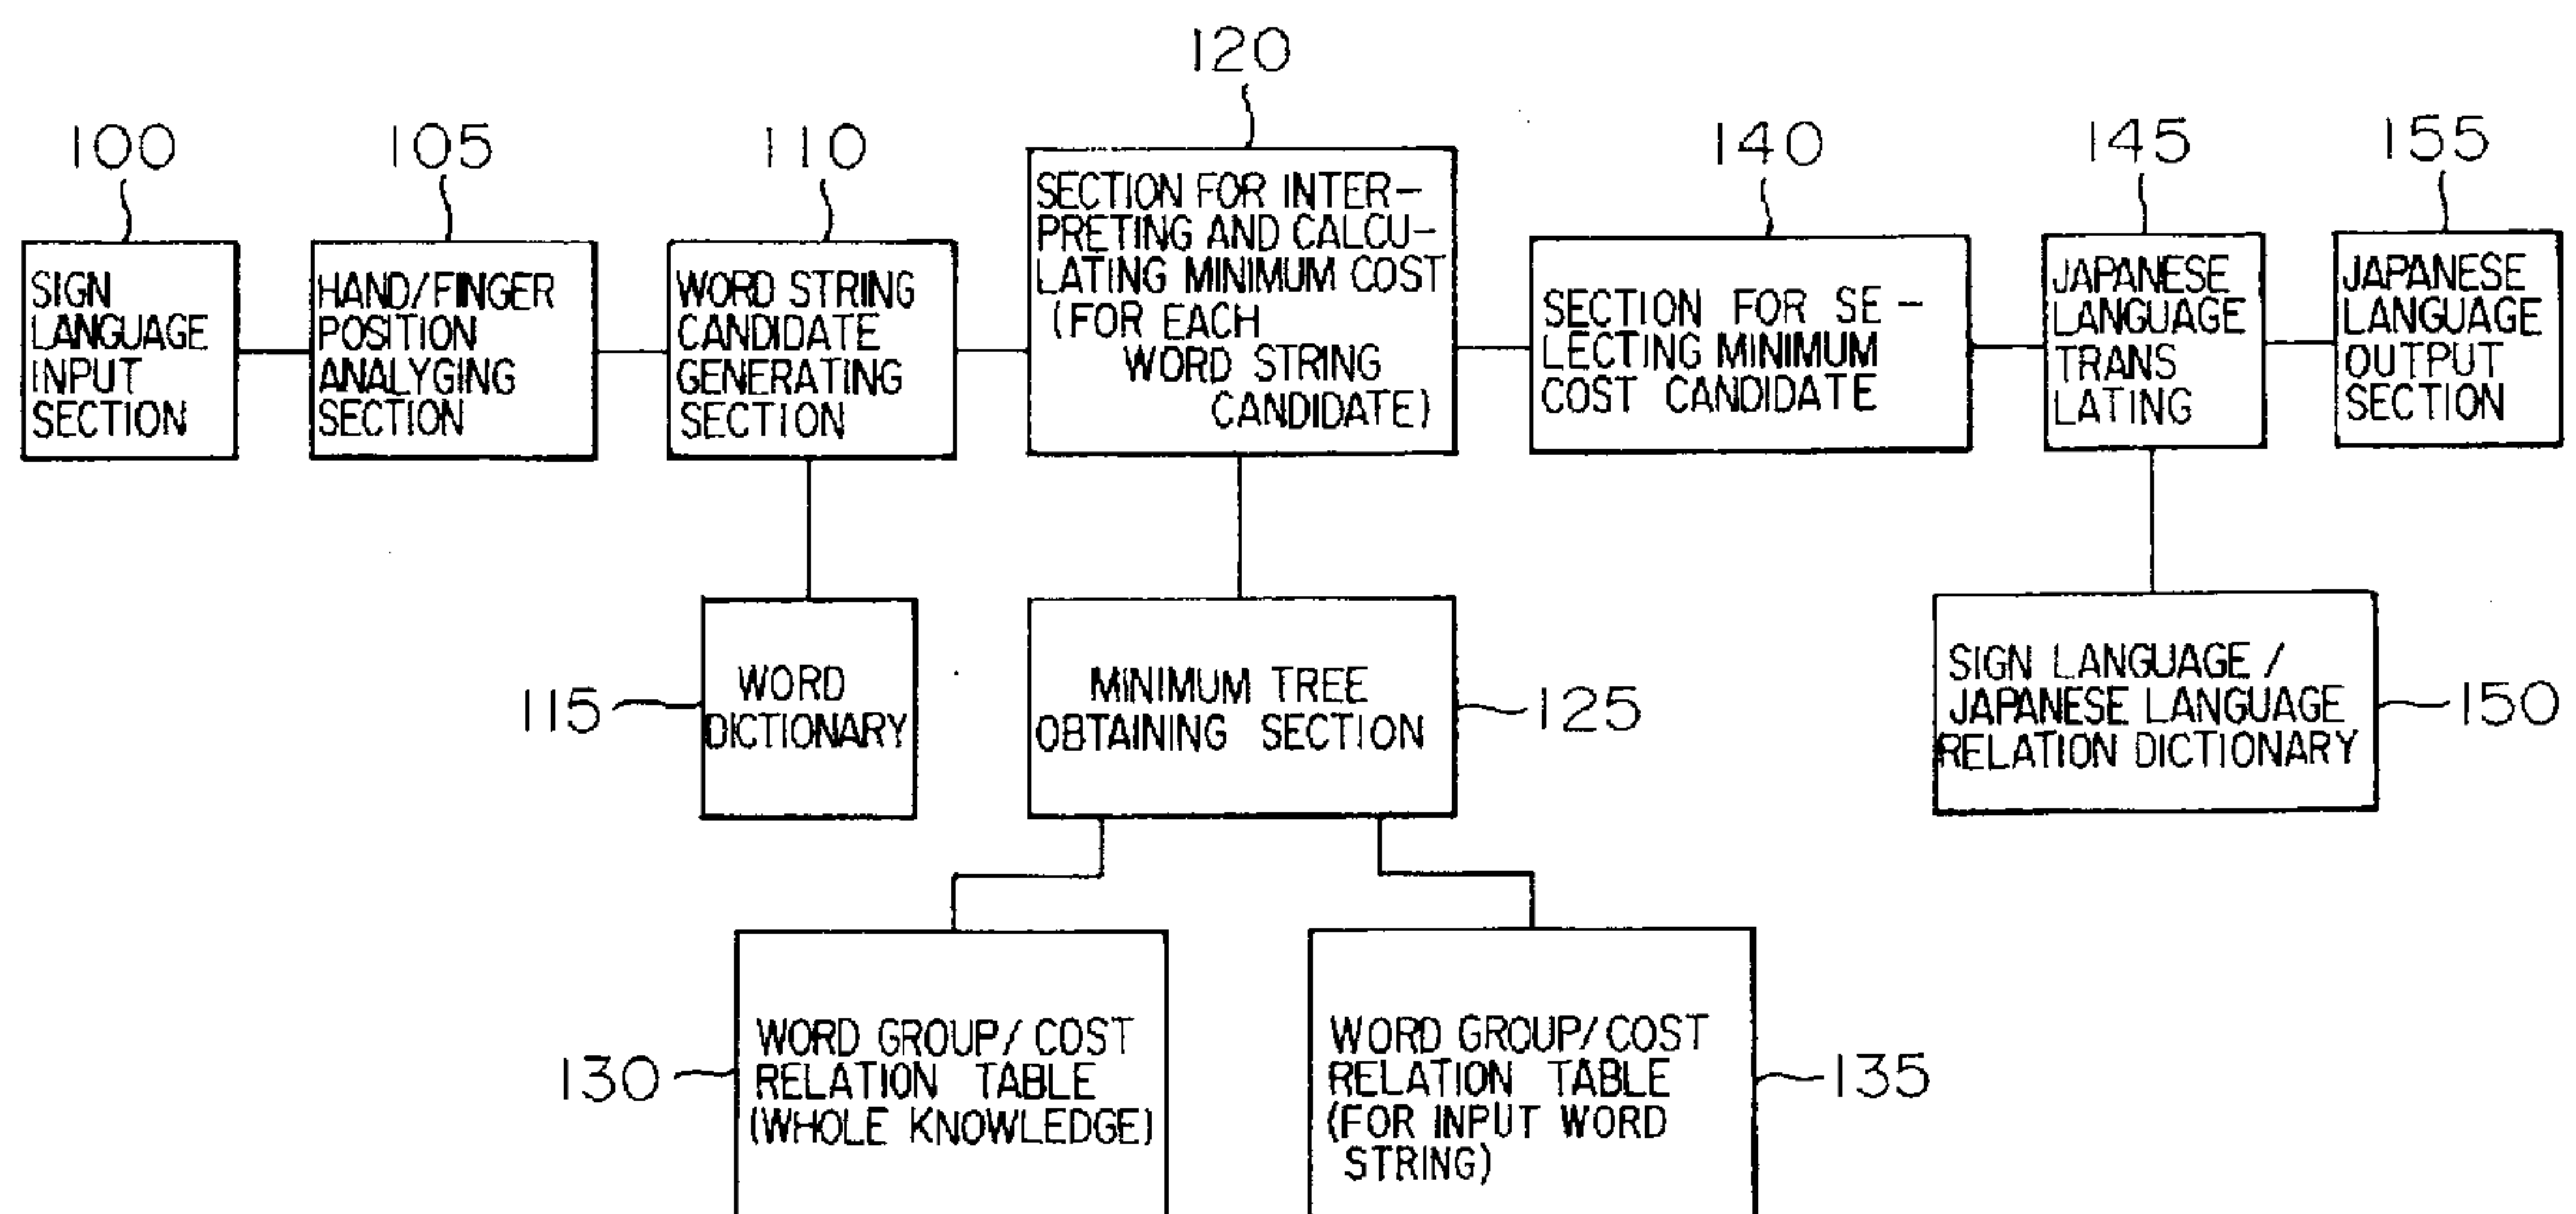 120
100
105
110
140
145
155
SIGN
LANGUAGE
INPUT
SECTION
HAND/FINGER
POSITION
ANALYGING
SECTION
WORD STRING
CANDIDATE
GENERATING
SECTION
SECTION FOR INTER-
PRETING AND CALCU-
LATING MINIMUM COST
(FOR EACH
WORD STRING
CANDIDATE)
SECTION FOR SE-
LECTING MINIMUM
COST CANDIDATE
JAPANESE
LANGUAGE
TRANS
LATING
JAPANESE
LANGUAGE
OUTPUT
SECTION
115
WORD
DICTIONARY
MINIMUM TREE
OBTAINING SECTION
125
SIGN LANGUAGE/
JAPANESE LANGUAGE
RELATION DICTIONARY
150
130
WORD GROUP/COST
RELATION TABLE
(WHOLE KNOWLEDGE)
WORD GROUP/COST
RELATION TABLE
(FOR INPUT WORD
STRING)
135